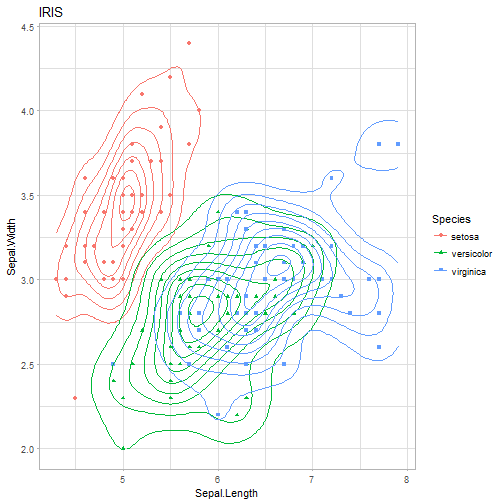 IRIS
4.5
4.0
3.5
3.0
2.5
2.0
Sepal.Width
5
6
7
8
Sepal.Length
Species
setosa
versicolor
virginica